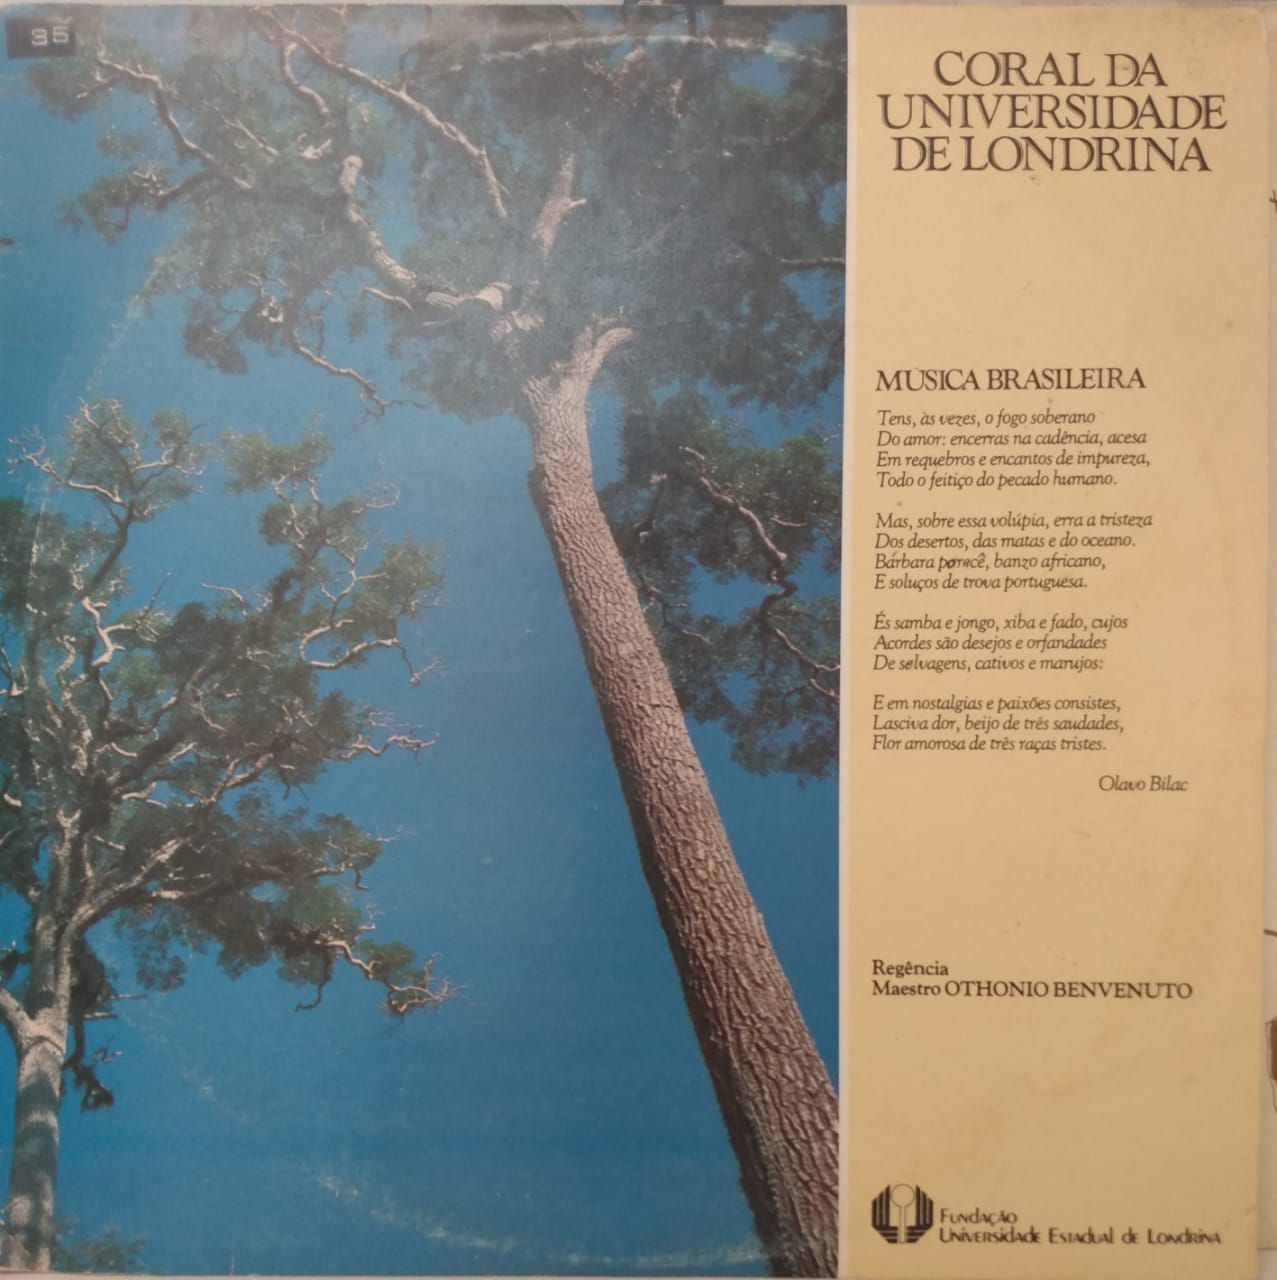 35
CORAL DA
UNIVERSIDADE
DE LONDRINA
MÚSICA BRASILEIRA
Tens, às vezes, o fogo soberano
Do amor: encerras na cadência, acesa
Em requebros e encantos de impureza,
Todo o feitiço do pecado humano.
Mas, sobre essa volúpia, erra a tristeza
Dos desertos, das matas e do oceano.
Bárbara poracê, banzo africano,
E soluços de trova portuguesa.
És samba e jongo, xiba e fado, cujos
Acordes são desejos e orfandades
De selvagens, cativos e marujos:
E em nostalgias e paixões consistes,
Lasciva dor, beijo de três saudades,
Flor amorosa de três raças tristes.
Olavo Bilac
Regência
Maestro OTHONIO BENVENUTO
FUNDAÇÃO
UNIVERSIDADE ESTADUAL DE LONDRINA